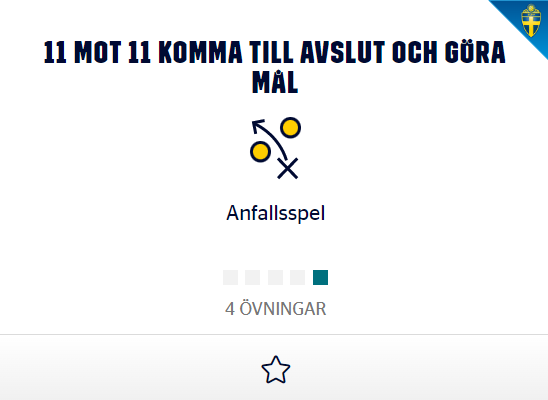 11 MOT 11 KOMMA TILL AVSLUT OCH GÖRA
MÅL
Anfallsspel
4 ÖVNINGAR